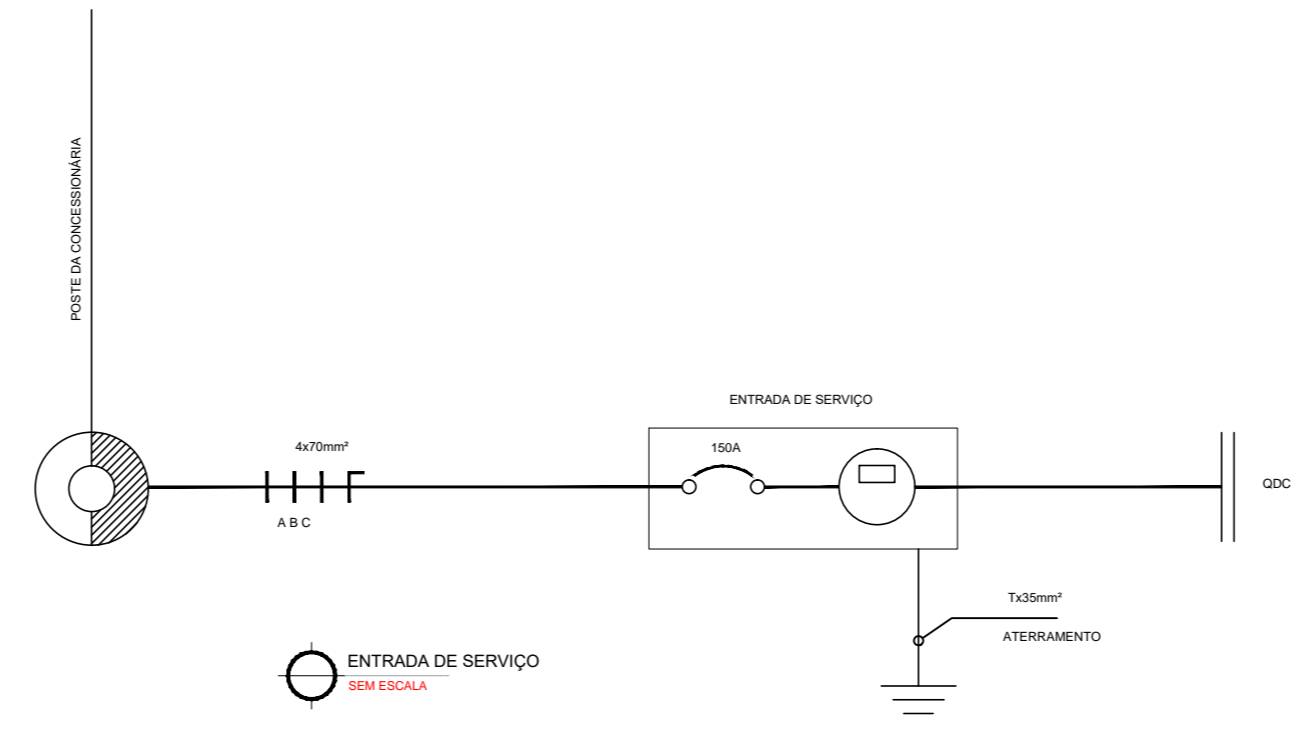 POSTE DA CONCESSIONÁRIA
ENTRADA DE SERVIÇO
4x70mm²
150A
QDC
A B C
Tx35mm²
ATERRAMENTO
ENTRADA DE SERVIÇO
SEM ESCALA